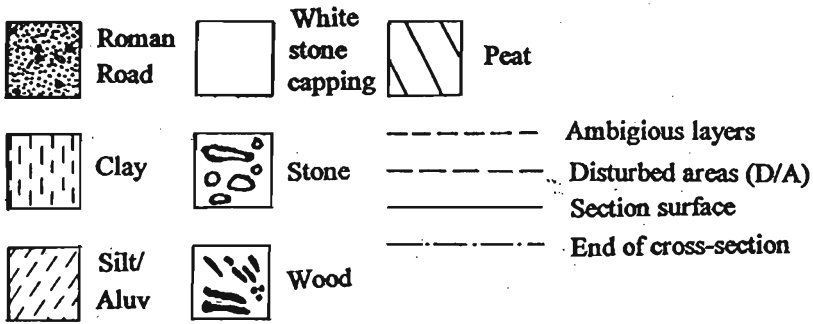 Roman
Road
White
stone
capping
Peat
Clay
Stone
Ambigious layers
Disturbed areas (D/A)
Section surface
End of cross-section
Silt/
Aluv
Wood